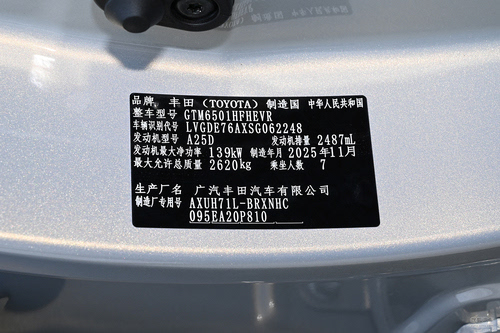 品牌 丰田（TOYOTA） 制造国 中华人民共和国
整车型号 GTM6501HFHEVR
车辆识别代号 LVGDE76AXSG062248
发动机型号 A25D 发动机排量 2487mL
发动机最大净功率 139kW 制造年月 2025年11月
最大允许总质量 2620kg 乘坐人数 7
生产厂厂名 广汽丰田汽车有限公司
制造厂专用号 AXUH71L-BRXNHC
095EA20P810